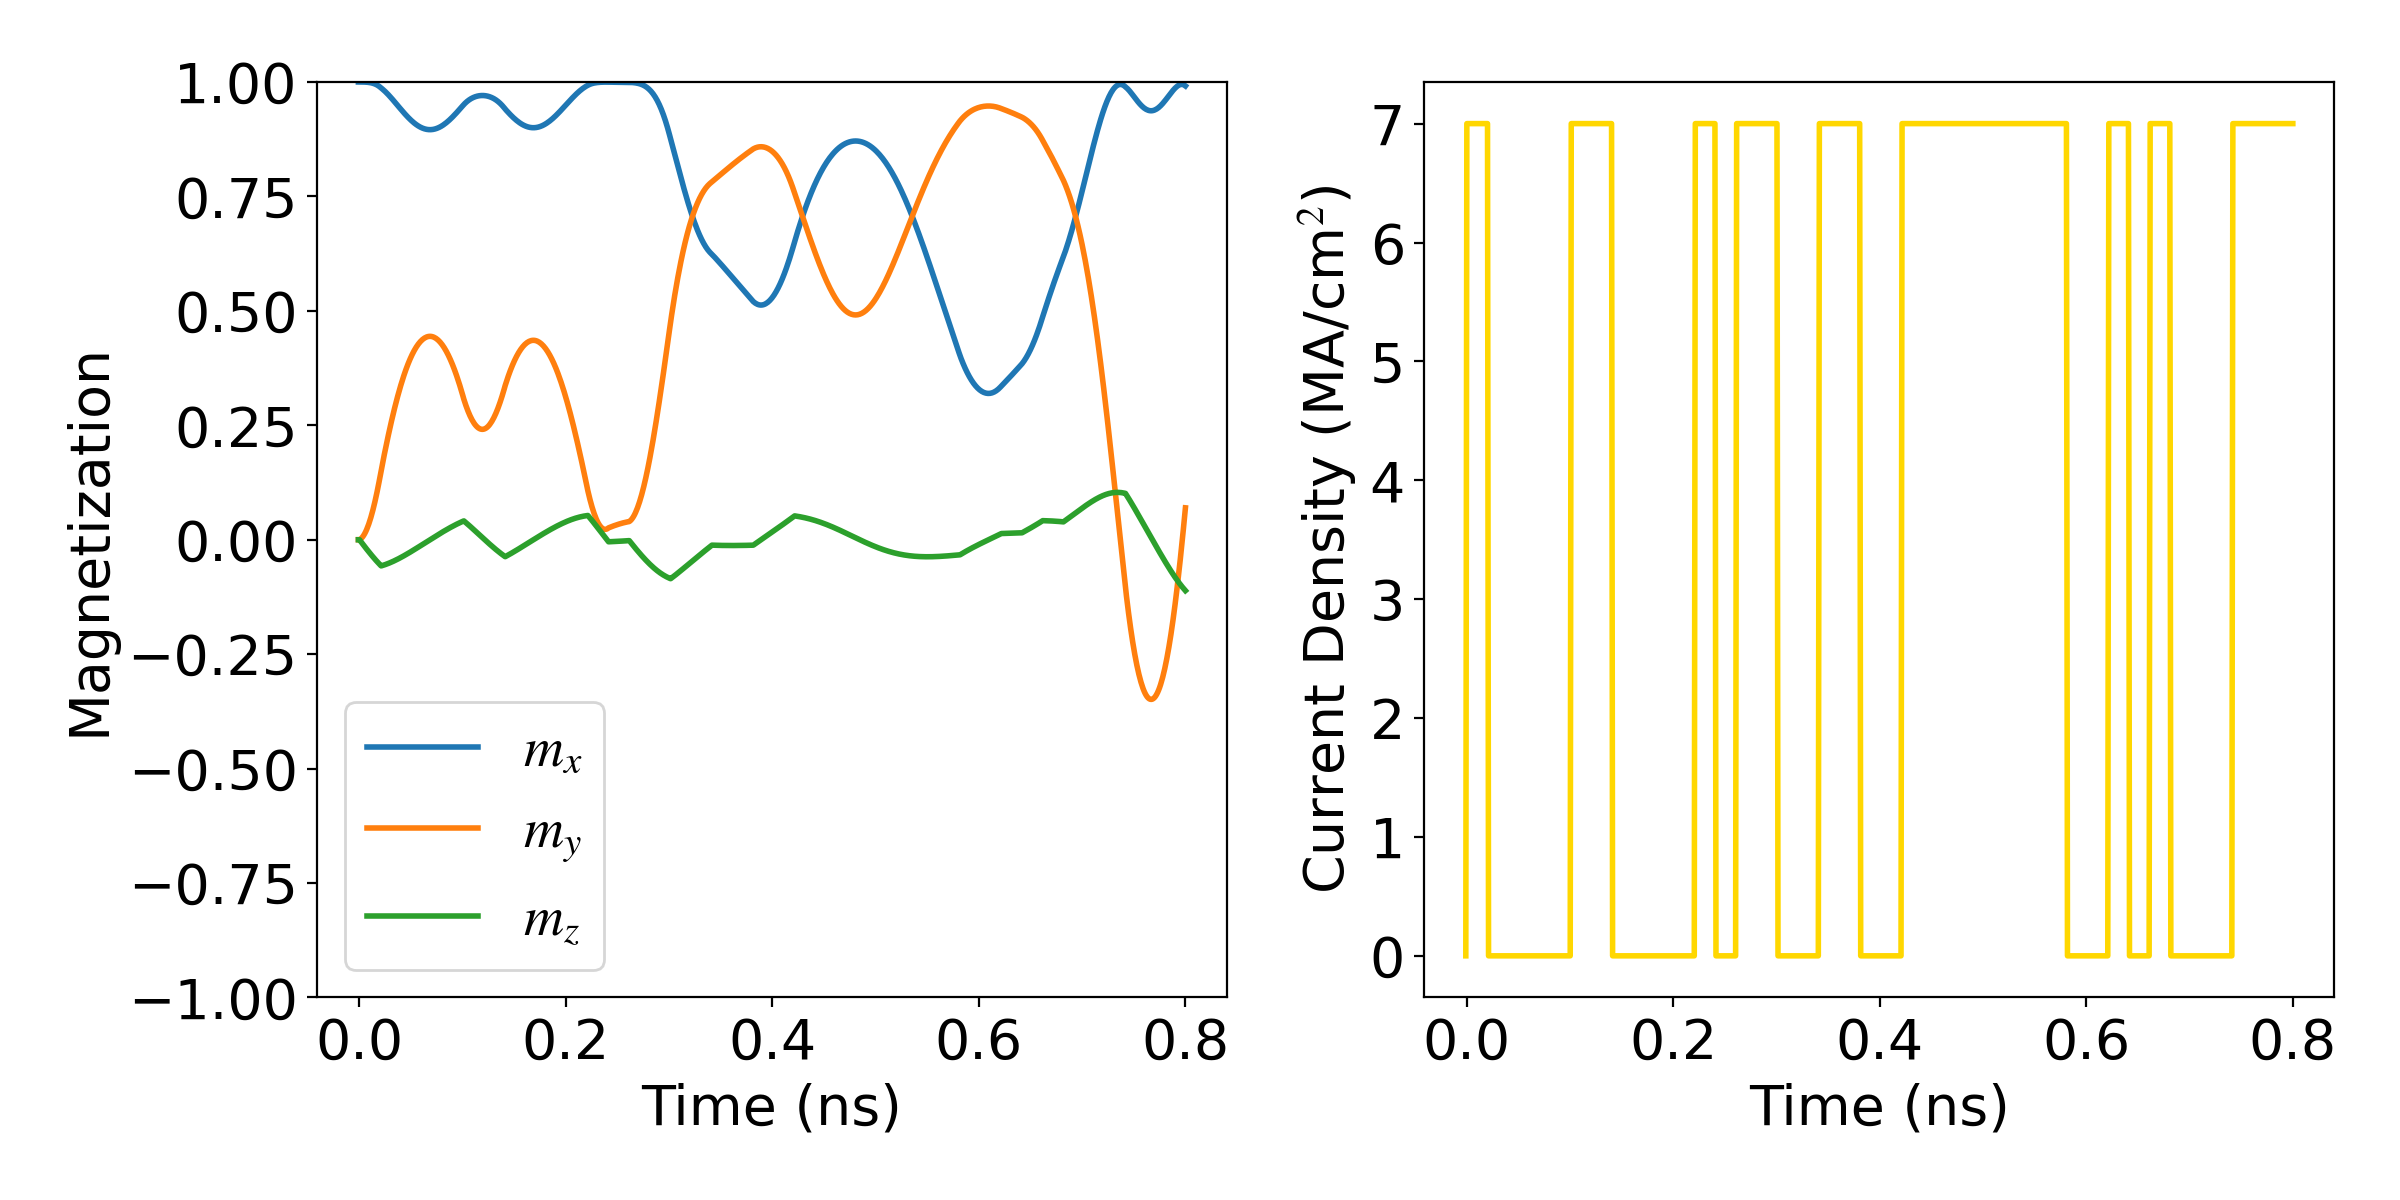 1.00
0.75
0.50
0.25
0.00
−0.25
−0.50
−0.75
−1.00
Magnetization
0.0 0.2 0.4 0.6 0.8
Time (ns)
mₓ
m_y
m_z
7
6
5
4
3
2
1
0
Current Density (MA/cm²)
0.0 0.2 0.4 0.6 0.8
Time (ns)